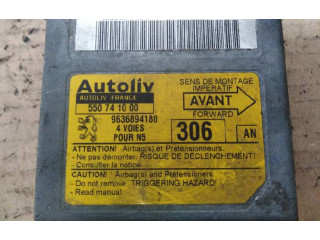 Autoliv
AUTOLIV FRANCE
550 74 10 00
SENS DE MONTAGE
IMPERATIF
AVANT
FORWARD
9636894180
4 VOIES
POUR N5
306
AN
ATTENTION! Airbag(s) et Prétensionneurs.
- Ne pas démonter: RISQUE DE DECLENCHEMENT!
- Consulter la notice
CAUTION! Airbag(s) and Pretensioners
- Do not remove TRIGGERING HAZARD!
- Read manual